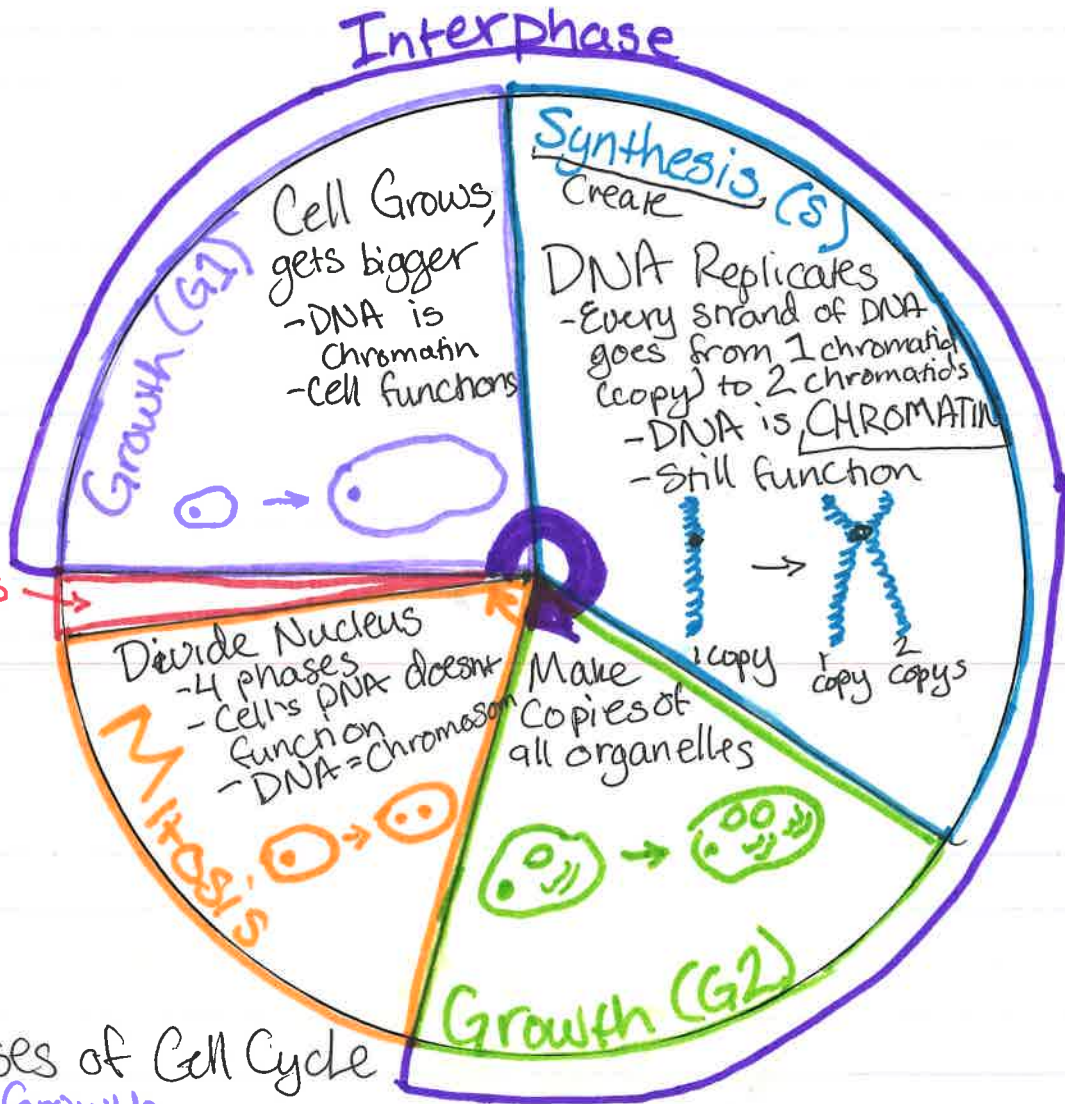 Interphase
Growth (G1)
Cell Grows,
gets bigger
-DNA is
Chromatin
-Cell functions
Synthesis (S)
Create
DNA Replicates
-Every strand of DNA
goes from 1 chromatid
(copy) to 2 chromatids
-DNA is CHROMATIN
-Still function
1 copy
1 copy
2 copys
Make
Copies of
all organelles
Growth (G2)
Divide Nucleus
-4 phases
-Cell's DNA doesnt
function
-DNA = Chromosom
Mitosis
s
ses of Cell Cycle
Growth